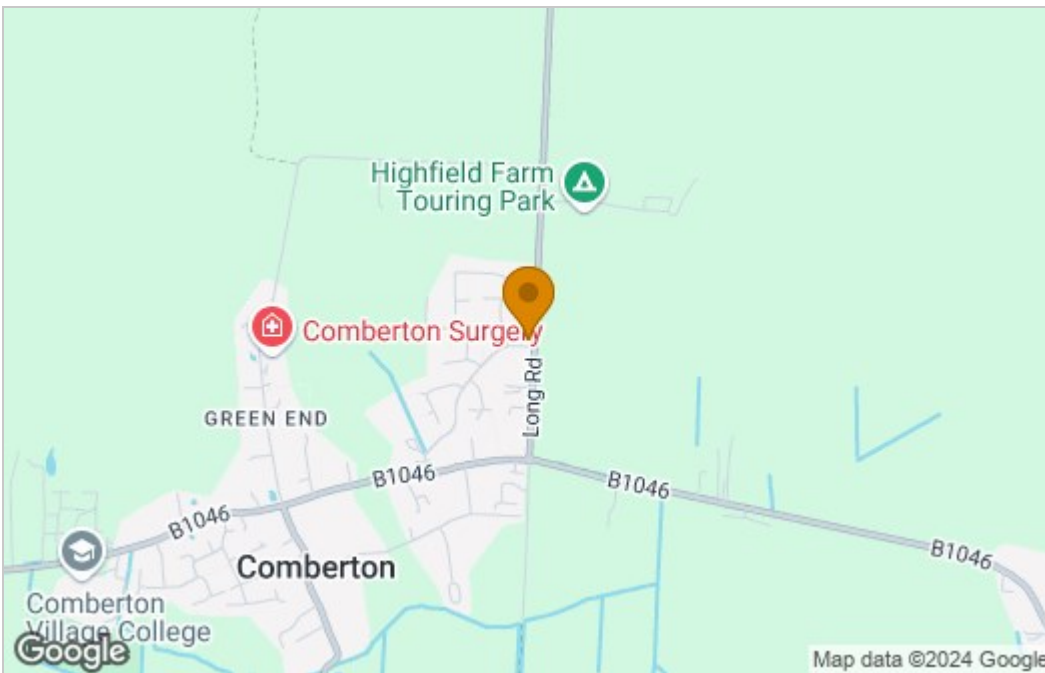 Highfield Farm
Touring Park
Comberton Surgery
GREEN END
Long Rd
B1046
B1046
B1046
B1046
Comberton
Comberton
Village College
Google
Map data ©2024 Google